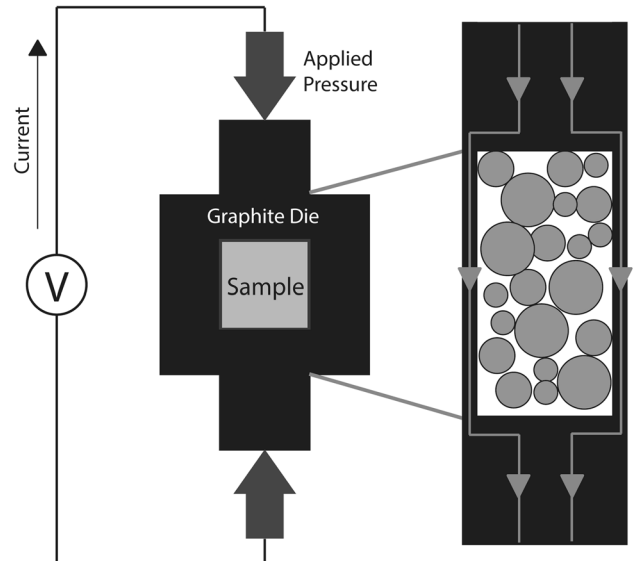 Applied
Pressure
Current
Graphite Die
Sample
V